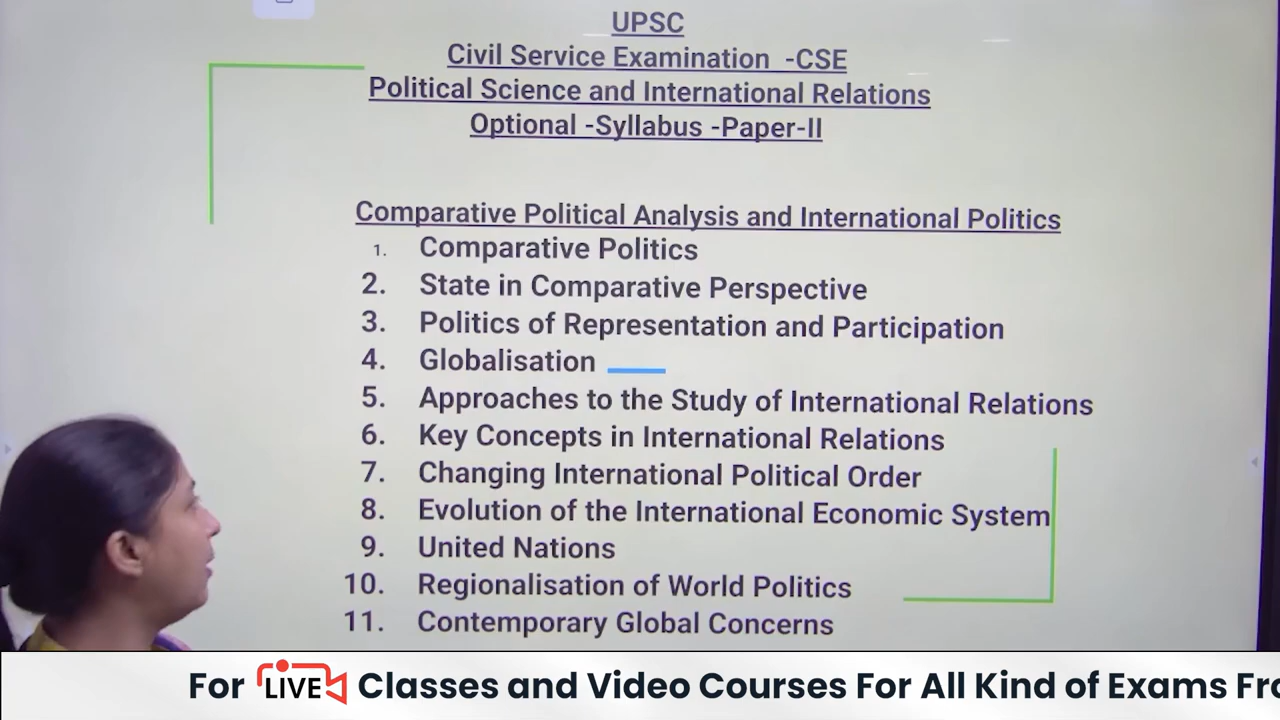 UPSC
Civil Service Examination -CSE
Political Science and International Relations
Optional -Syllabus -Paper-II
Comparative Political Analysis and International Politics
1. Comparative Politics
2. State in Comparative Perspective
3. Politics of Representation and Participation
4. Globalisation
5. Approaches to the Study of International Relations
6. Key Concepts in International Relations
7. Changing International Political Order
8. Evolution of the International Economic System
9. United Nations
10. Regionalisation of World Politics
11. Contemporary Global Concerns
For LIVE Classes and Video Courses For All Kind of Exams